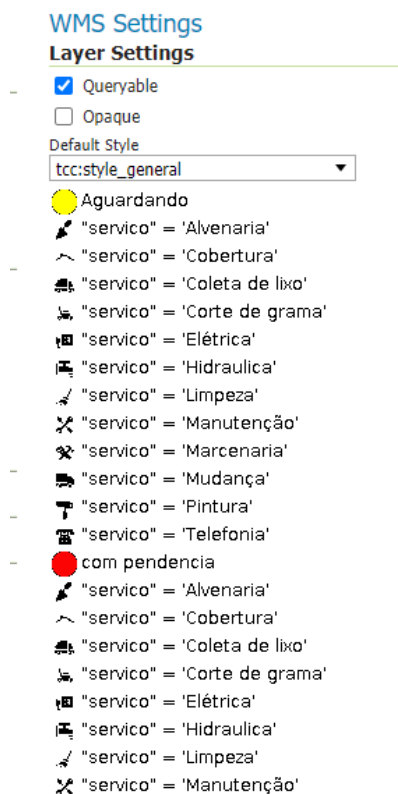 WMS Settings
Layer Settings
Queryable
Opaque
Default Style
tcc:style_general
Aguardando
"servico" = 'Alvenaria'
"servico" = 'Cobertura'
"servico" = 'Coleta de lixo'
"servico" = 'Corte de grama'
"servico" = 'Elétrica'
"servico" = 'Hidraulica'
"servico" = 'Limpeza'
"servico" = 'Manutenção'
"servico" = 'Marcenaria'
"servico" = 'Mudança'
"servico" = 'Pintura'
"servico" = 'Telefonia'
com pendencia
"servico" = 'Alvenaria'
"servico" = 'Cobertura'
"servico" = 'Coleta de lixo'
"servico" = 'Corte de grama'
"servico" = 'Elétrica'
"servico" = 'Hidraulica'
"servico" = 'Limpeza'
"servico" = 'Manutenção'